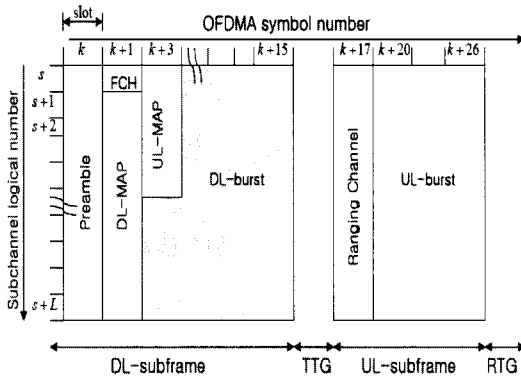 slot
OFDMA symbol number
k
k+1
k+3
k+15
k+17
k+20
k+26
Subchannel logical number
s
s+1
s+2
s+L
Preamble
FCH
DL-MAP
UL-MAP
DL-burst
Ranging Channel
UL-burst
DL-subframe
TTG
UL-subframe
RTG